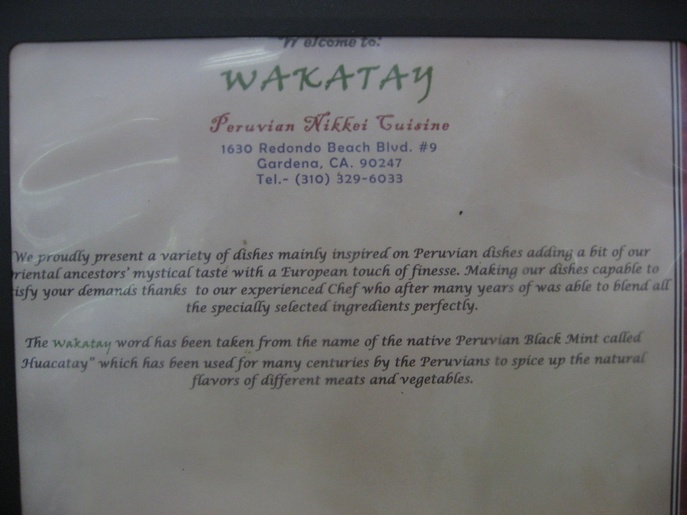 Welcome to:
WAKATAY
Peruvian Nikkei Cuisine
1630 Redondo Beach Blvd. #9
Gardena, CA. 90247
Tel.- (310) 329-6033
We proudly present a variety of dishes mainly inspired on Peruvian dishes adding a bit of our
riental ancestors' mystical taste with a European touch of finesse. Making our dishes capable to
isfy your demands thanks to our experienced Chef who after many years of was able to blend all
the specially selected ingredients perfectly.
The Wakatay word has been taken from the name of the native Peruvian Black Mint called
Huacatay" which has been used for many centuries by the Peruvians to spice up the natural
flavors of different meats and vegetables.